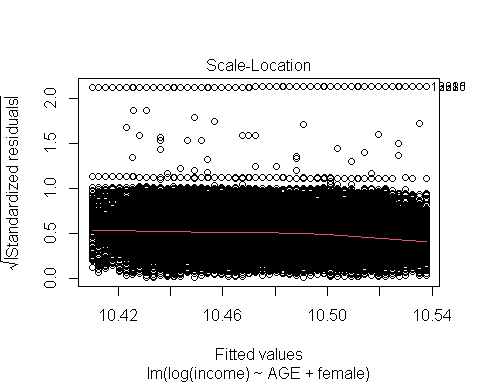 Scale-Location
√|Standardized residuals|
2.0
1.5
1.0
0.5
0.0
10.42
10.46
10.50
10.54
Fitted values
lm(log(income) ~ AGE + female)